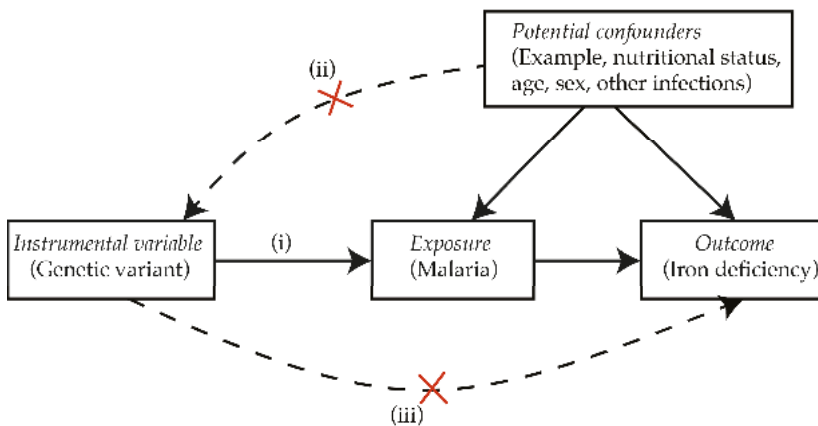 Potential confounders
(Example, nutritional status,
age, sex, other infections)
(ii)
Instrumental variable
(Genetic variant)
(i)
Exposure
(Malaria)
Outcome
(Iron deficiency)
(iii)